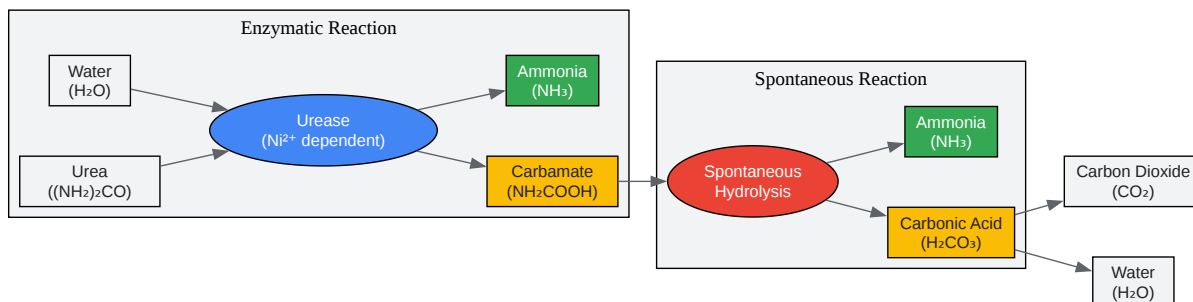 Enzymatic Reaction
Water
(H₂O)
Urea
((NH₂)₂CO)
Urease
(Ni²⁺ dependent)
Ammonia
(NH₃)
Carbamate
(NH₂COOH)
Spontaneous Reaction
Spontaneous
Hydrolysis
Ammonia
(NH₃)
Carbonic Acid
(H₂CO₃)
Carbon Dioxide
(CO₂)
Water
(H₂O)